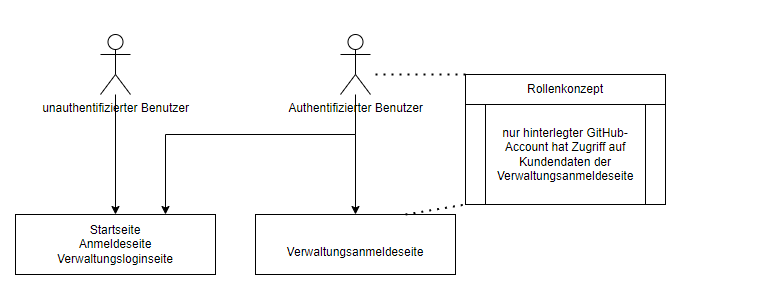 unauthentifizierter Benutzer
Authentifizierter Benutzer
Rollenkonzept
nur hinterlegter GitHub-
Account hat Zugriff auf
Kundendaten der
Verwaltungsanmeldeseite
Startseite
Anmeldeseite
Verwaltungsloginseite
Verwaltungsanmeldeseite